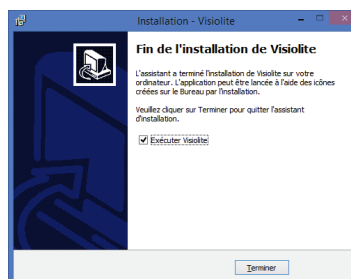 Installation - Visiolite
Fin de l'installation de Visiolite
L'assistant a terminé l'installation de Visiolite sur votre
ordinateur. L'application peut être lancée à l'aide des icônes
créées sur le Bureau par l'installation.
Veuillez cliquer sur Terminer pour quitter l'assistant
d'installation.
Exécuter Visiolite
Terminer